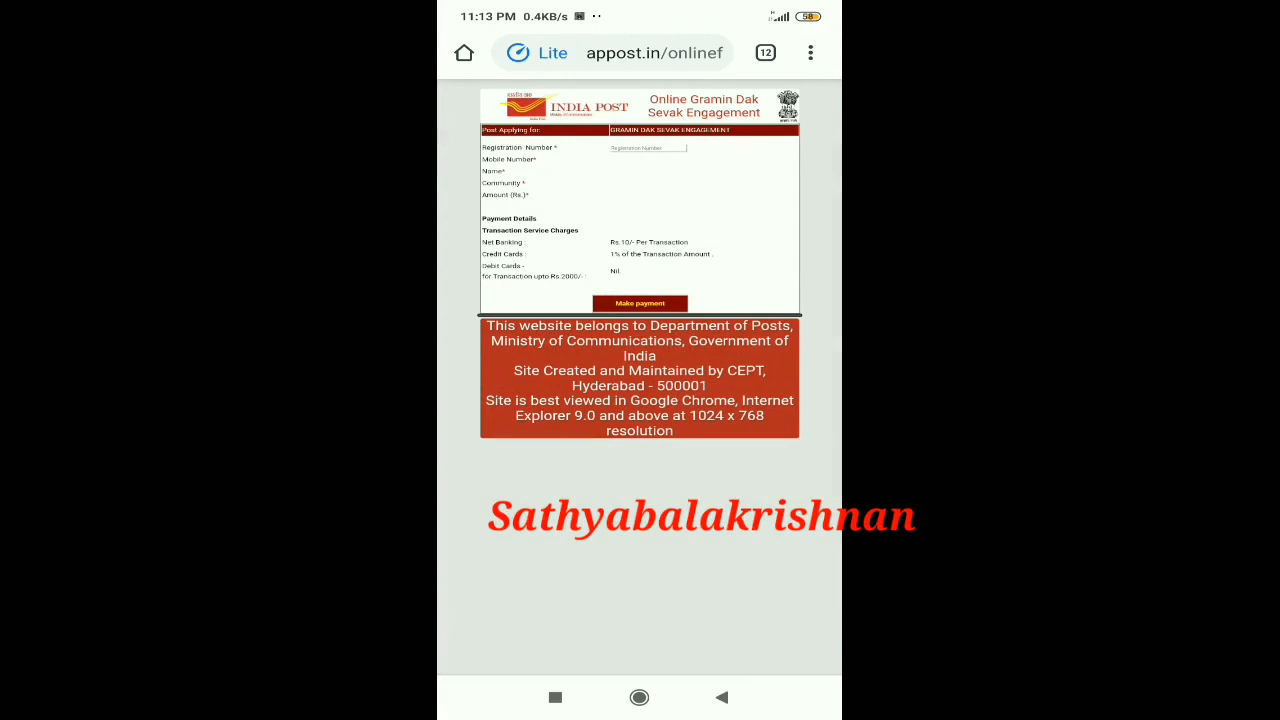 11:13 PM 0.4KB/s
58
Lite appost.in/onlinef 12
INDIA POST
Online Gramin Dak
Sevak Engagement
Post Applying for: GRAMIN DAK SEVAK ENGAGEMENT
Registration Number * Registration Number
Mobile Number*
Name*
Community *
Amount (Rs.)*
Payment Details
Transaction Service Charges
Net Banking : Rs.10/- Per Transaction
Credit Cards : 1% of the Transaction Amount .
Debit Cards -
for Transaction upto Rs.2000/- : Nil.
Make payment
This website belongs to Department of Posts,
Ministry of Communications, Government of
India
Site Created and Maintained by CEPT,
Hyderabad - 500001
Site is best viewed in Google Chrome, Internet
Explorer 9.0 and above at 1024 x 768
resolution
Sathyabalakrishnan